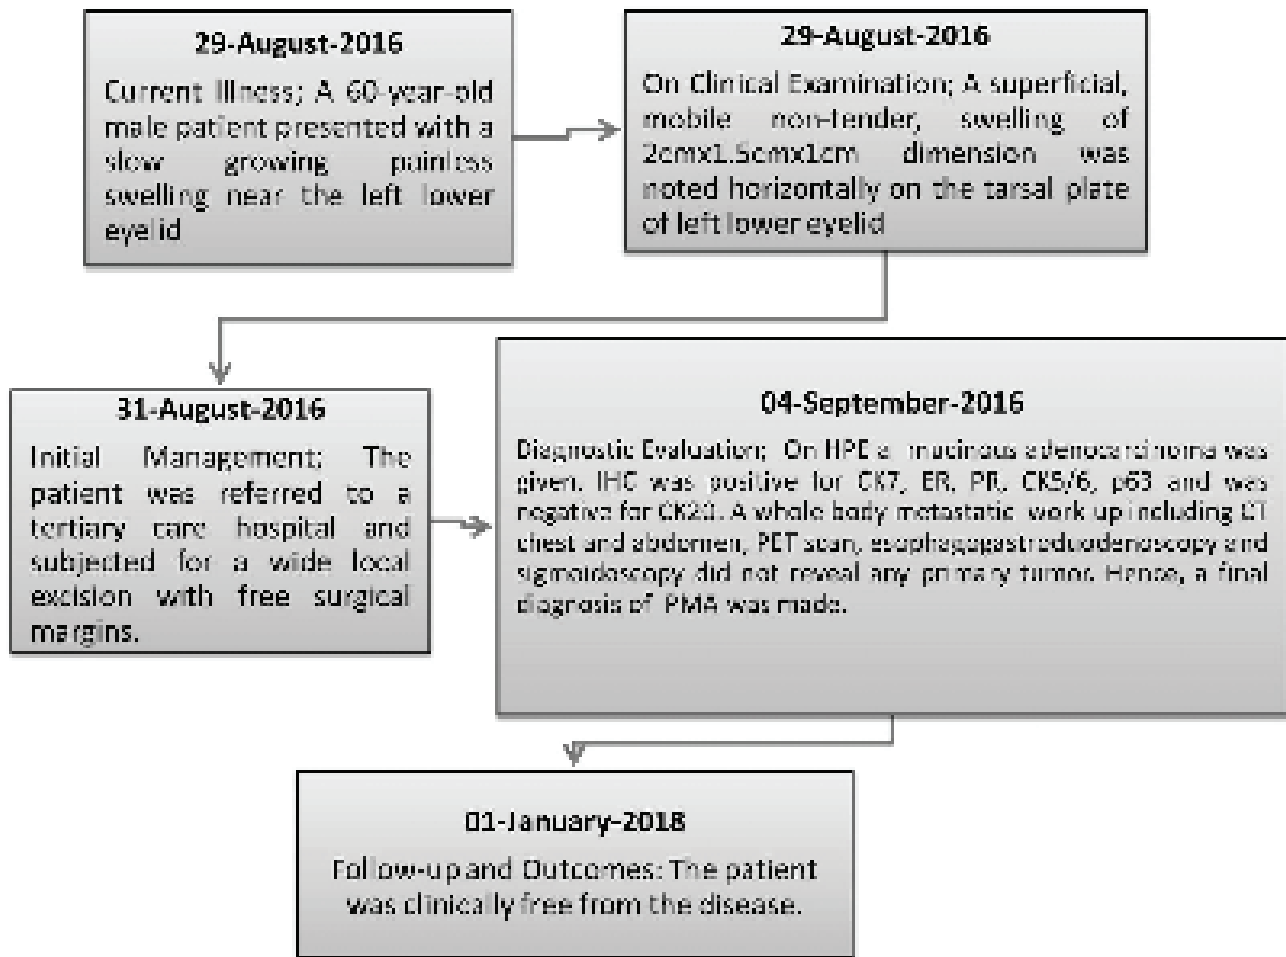 29-August-2016
Current Illness; A 60-year-old
male patient presented with a
slow growing painless
swelling near the left lower
eyelid
29-August-2016
On Clinical Examination; A superficial,
mobile non-tender, swelling of
2cmx1.5cmx1cm dimension was
noted horizontally on the tarsal plate
of left lower eyelid
31-August-2016
Initial Management; The
patient was referred to a
tertiary care hospital and
subjected for a wide local
excision with free surgical
margins.
04-September-2016
Diagnostic Evaluation; On HPE a mucinous adenocarcinoma was
given. IHC was positive for CK7, ER, PR, CK5/6, p63 and was
negative for CK20. A whole body metastatic work up including CT
chest and abdomen, PET scan, esophagogastroduodenoscopy and
sigmoidoscopy did not reveal any primary tumor. Hence, a final
diagnosis of PMA was made.
01-January-2018
Follow-up and Outcomes: The patient
was clinically free from the disease.